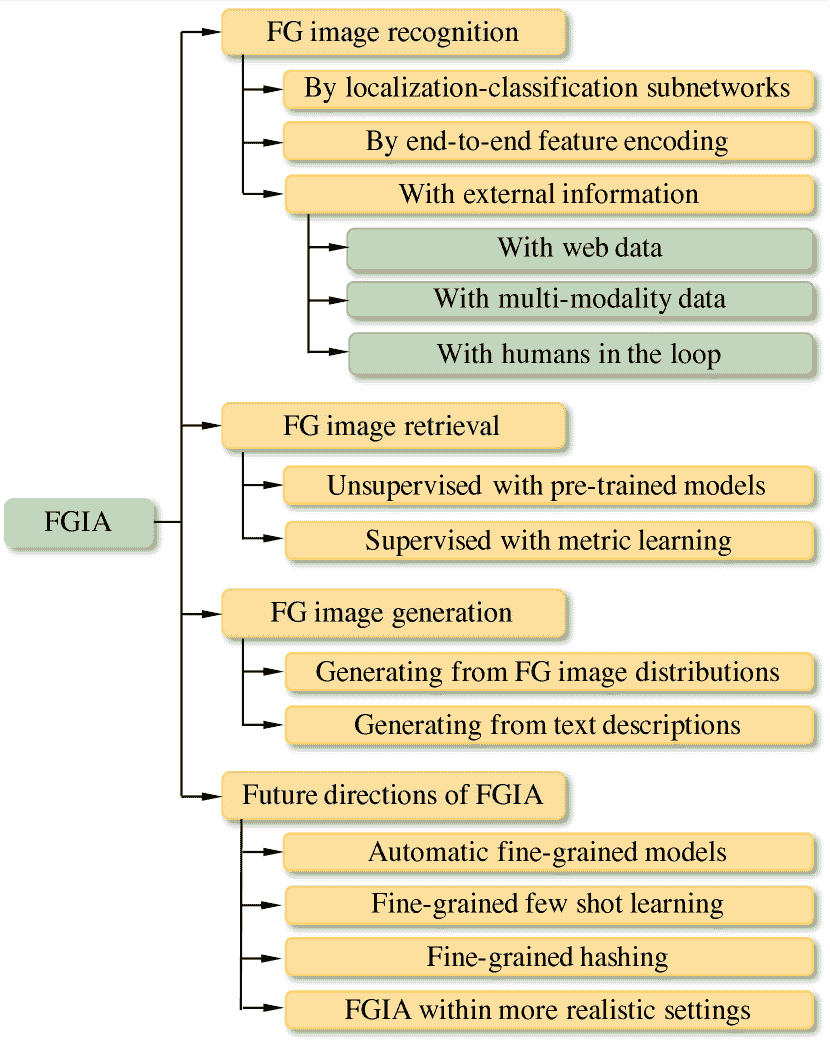 FG image recognition
By localization-classification subnetworks
By end-to-end feature encoding
With external information
With web data
With multi-modality data
With humans in the loop
FG image retrieval
Unsupervised with pre-trained models
FGIA
Supervised with metric learning
FG image generation
Generating from FG image distributions
Generating from text descriptions
Future directions of FGIA
Automatic fine-grained models
Fine-grained few shot learning
Fine-grained hashing
FGIA within more realistic settings